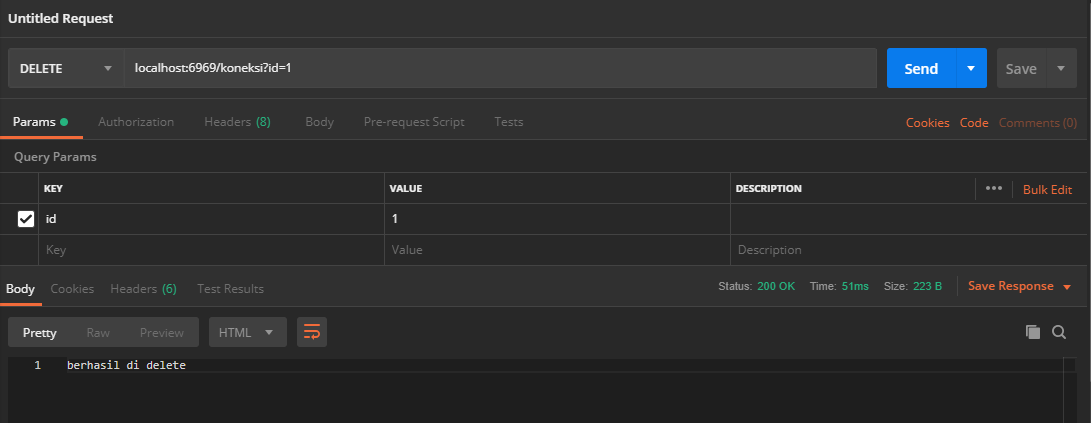 Untitled Request
DELETE localhost:6969/koneksi?id=1 Send Save
Params Authorization Headers (8) Body Pre-request Script Tests Cookies Code Comments (0)
Query Params
KEY VALUE DESCRIPTION ••• Bulk Edit
id 1
Key Value Description
Body Cookies Headers (6) Test Results Status: 200 OK Time: 51ms Size: 223 B Save Response
Pretty Raw Preview HTML
1 berhasil di delete